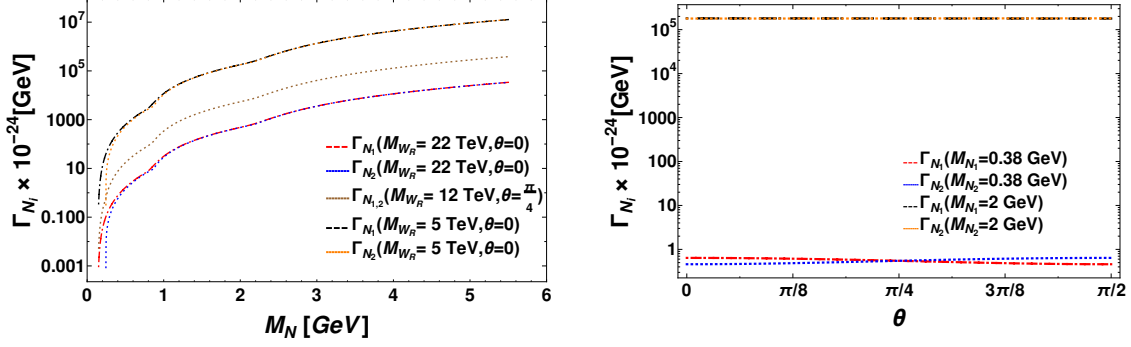 Γ_{N_i} × 10^{-24} [GeV]
10^7
10^5
1000
10
0.100
0.001
Γ_{N_1}(M_{W_R}= 22 TeV,θ=0)
Γ_{N_2}(M_{W_R}= 22 TeV,θ=0)
Γ_{N_{1,2}}(M_{W_R}= 12 TeV,θ=π/4)
Γ_{N_1}(M_{W_R}= 5 TeV,θ=0)
Γ_{N_2}(M_{W_R}= 5 TeV,θ=0)
0 1 2 3 4 5 6
M_N [GeV]
Γ_{N_i} × 10^{-24} [GeV]
10^5
10^4
1000
100
10
1
Γ_{N_1}(M_{N_1}=0.38 GeV)
Γ_{N_2}(M_{N_2}=0.38 GeV)
Γ_{N_1}(M_{N_1}=2 GeV)
Γ_{N_2}(M_{N_2}=2 GeV)
0 π/8 π/4 3π/8 π/2
θ